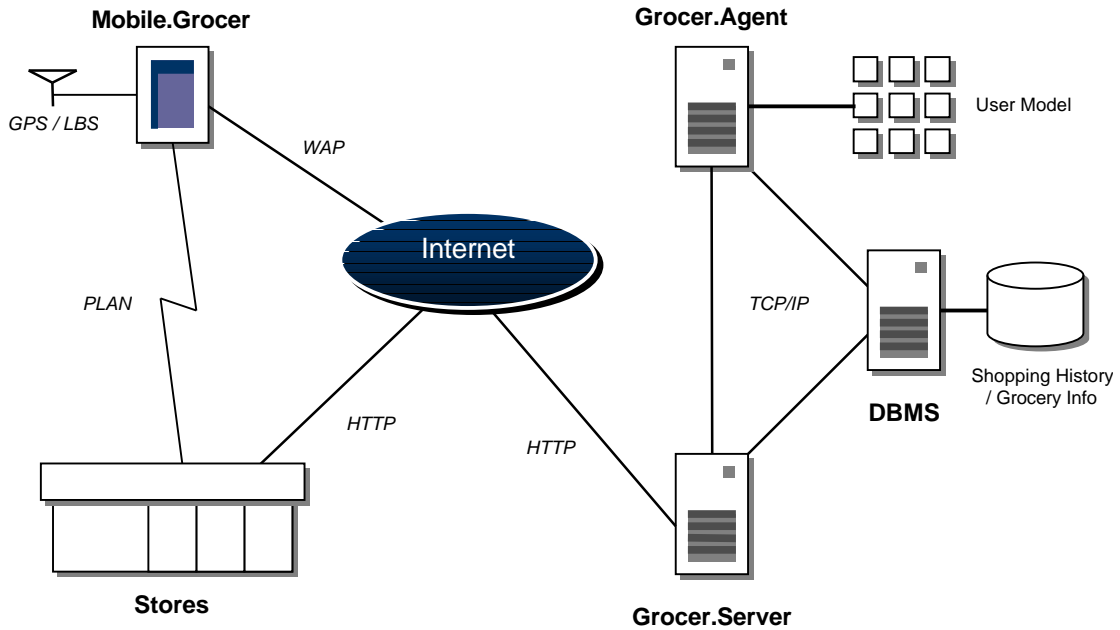 Mobile.Grocer
Grocer.Agent
GPS / LBS
User Model
WAP
Internet
PLAN
TCP/IP
Shopping History
/ Grocery Info
DBMS
HTTP
HTTP
Stores
Grocer.Server